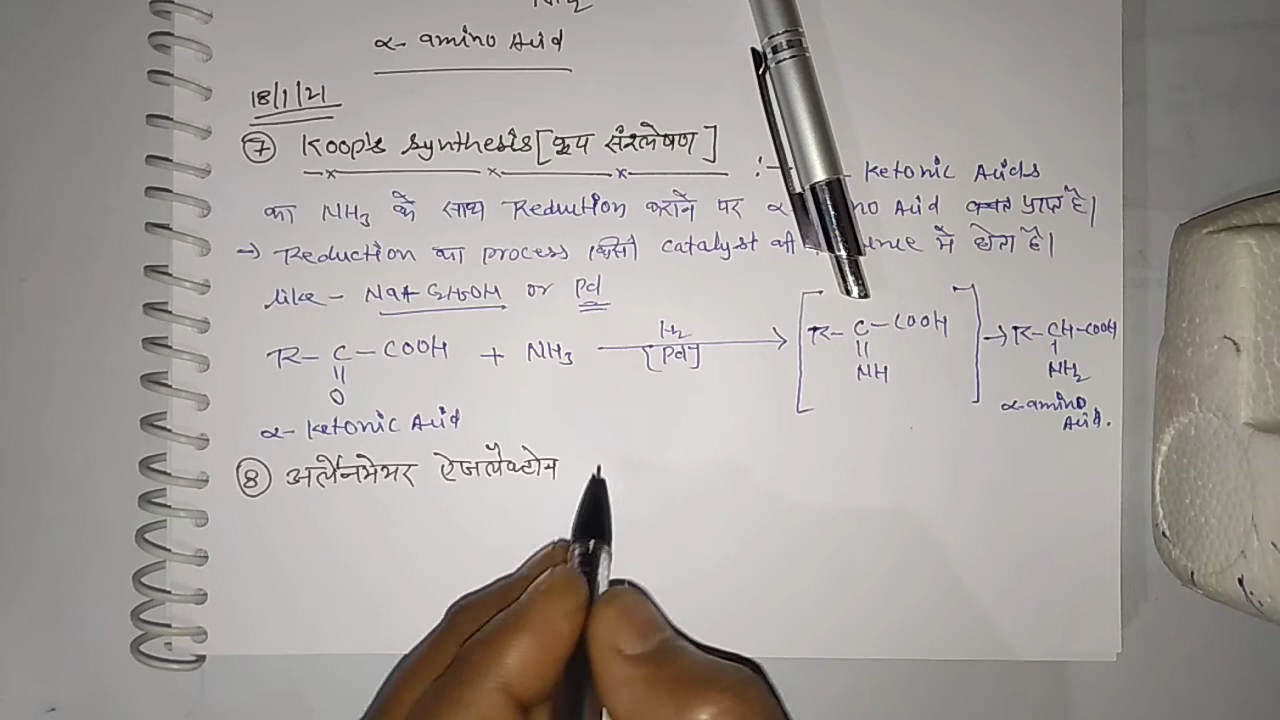 α- amino Acid
18/1/21
⑦ Koop's Synthesis [कूप संश्लेषण] :-
Ketonic Acids
का NH3 के साथ Reduction कराने पर α Acid प्राप्त है।
→ Reduction का process किसी catalyst की में होता है।
like - Na+ C2H5OH or Pd
R-C-COOH + NH3 H2 [Pd] → [R-C-COOH] → R-CH-COOH
|| O || NH | NH2
α-amino
α- Ketonic Acid Acid.
⑧ अर्लेनमेयर ऐजलैक्टोन